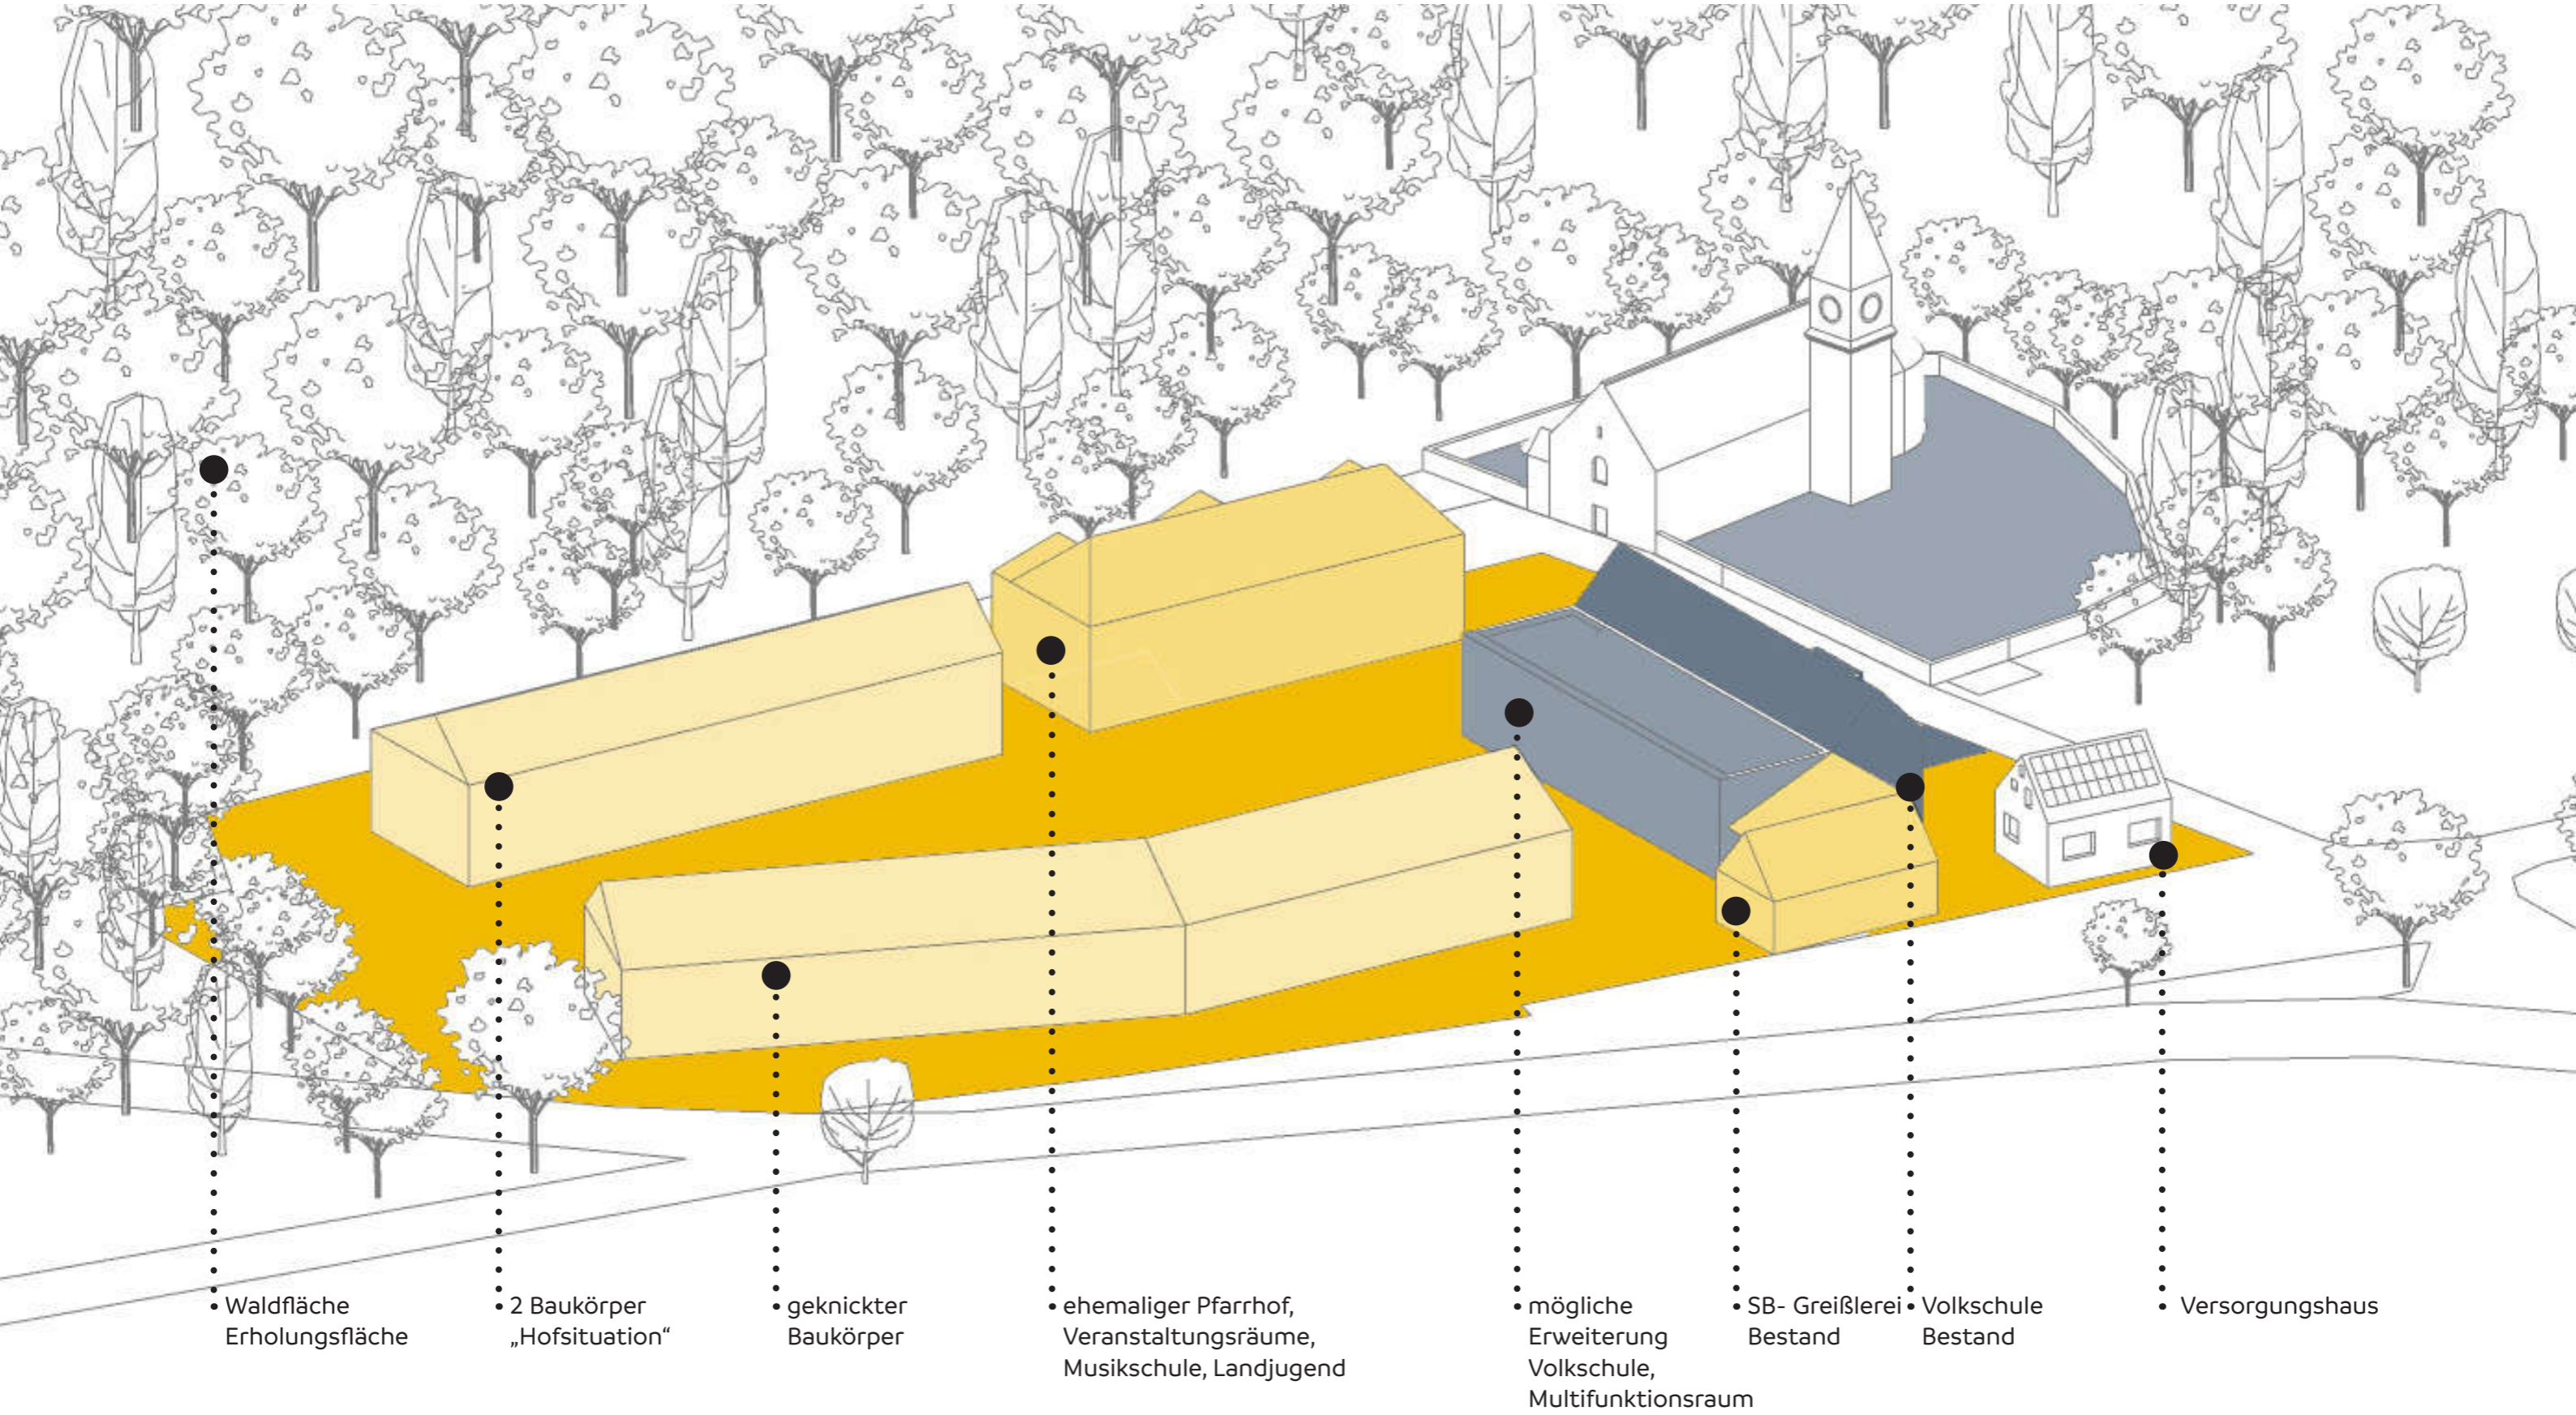 Waldfläche
Erholungsfläche
2 Baukörper
„Hofsituation“
geknickter
Baukörper
ehemaliger Pfarrhof,
Veranstaltungsräume,
Musikschule, Landjugend
mögliche
Erweiterung
Volkschule,
Multifunktionsraum
SB- Greißlerei
Bestand
Volkschule
Bestand
Versorgungshaus